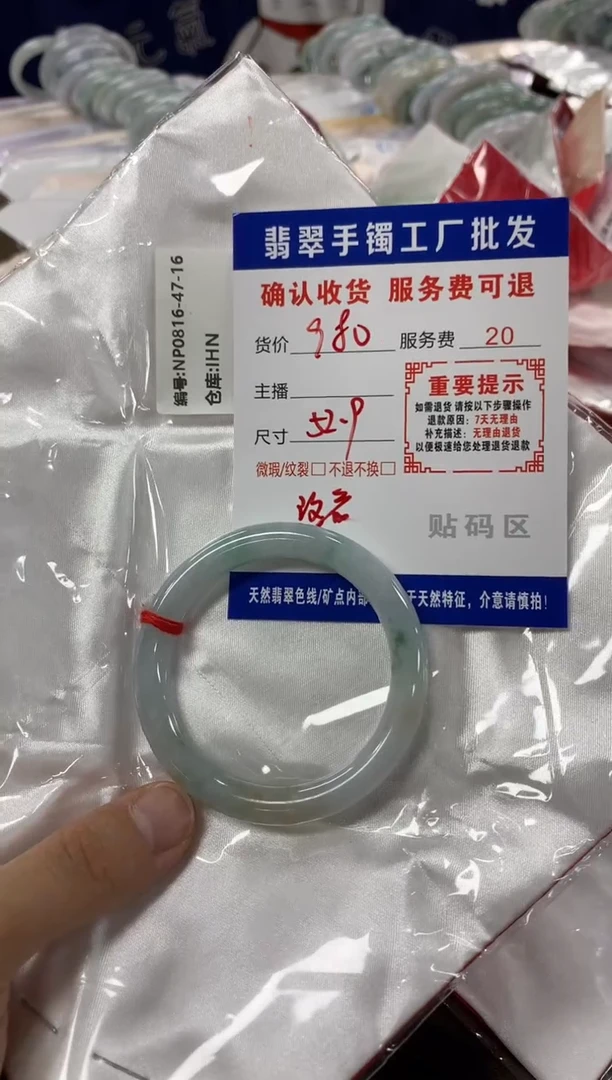 编号:NP0816-47-16
仓库:IHN
翡翠手镯工厂批发
确认收货 服务费可退
货价 980 服务费 20
主播
尺寸 52.9
微瑕/纹裂□ 不退不换□
重要提示
如需退货 请按以下步骤操作
退款原因: 7天无理由
补充描述: 无理由退货
以便极速给您处理退货退款
贴码区
天然翡翠色线/矿点内部 于天然特征，介意请慎拍!